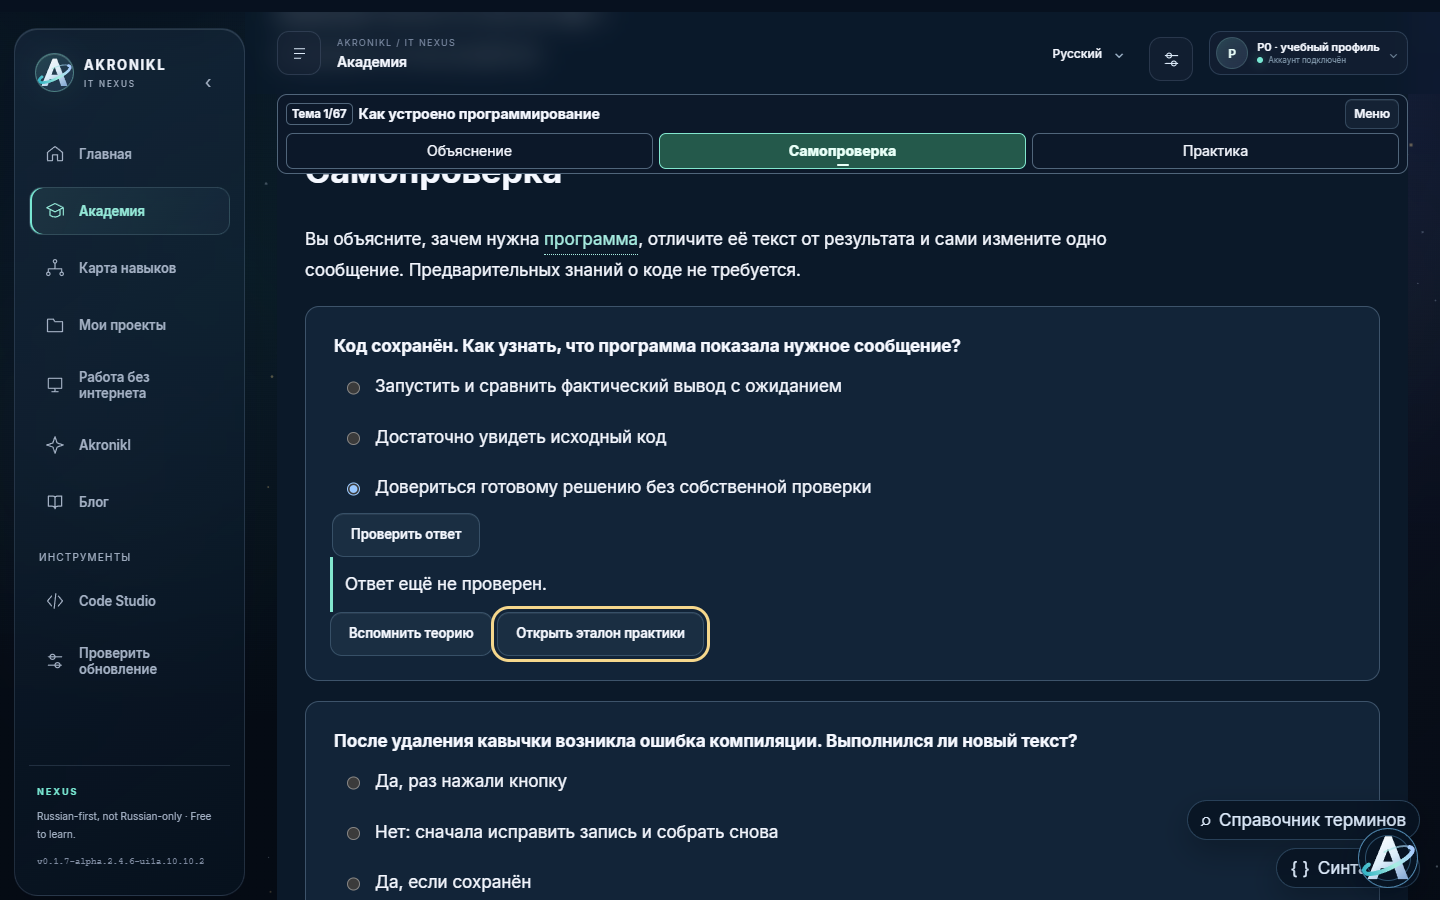 AKRONIKL
IT NEXUS
Главная
Академия
Карта навыков
Мои проекты
Работа без
интернета
Akronikl
Блог
ИНСТРУМЕНТЫ
Code Studio
Проверить
обновление
NEXUS
Russian-first, not Russian-only · Free
to learn.
v0.1.7-alpha.2.4.6-ui1a.10.10.2
AKRONIKL / IT NEXUS
Академия
Русский
P
P0 · учебный профиль
Аккаунт подключён
Тема 1/67 Как устроено программирование
Меню
Объяснение
Самопроверка
Практика
Самопроверка
Вы объясните, зачем нужна программа, отличите её текст от результата и сами измените одно
сообщение. Предварительных знаний о коде не требуется.
Код сохранён. Как узнать, что программа показала нужное сообщение?
Запустить и сравнить фактический вывод с ожиданием
Достаточно увидеть исходный код
Довериться готовому решению без собственной проверки
Проверить ответ
Ответ ещё не проверен.
Вспомнить теорию
Открыть эталон практики
После удаления кавычки возникла ошибка компиляции. Выполнился ли новый текст?
Да, раз нажали кнопку
Нет: сначала исправить запись и собрать снова
Да, если сохранён
Справочник терминов
{ }